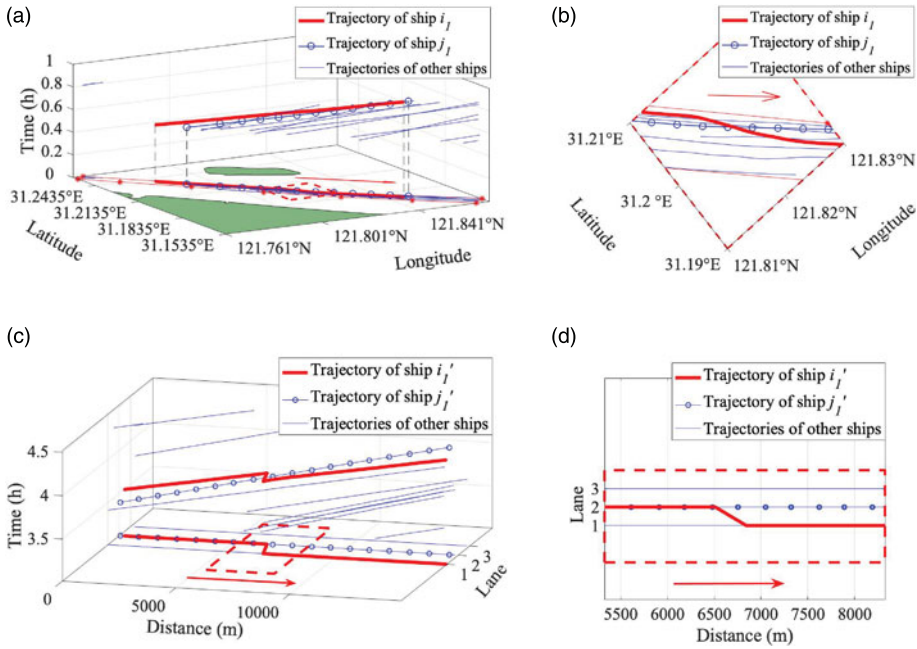 (a)
Trajectory of ship i1
Trajectory of ship j1
Trajectories of other ships
1
0.8
0.6
0.4
0.2
0
Time (h)
31.2435°E
31.2135°E
31.1835°E
31.1535°E
Latitude
121.761°N
121.801°N
121.841°N
Longitude
(b)
Trajectory of ship i1
Trajectory of ship j1
Trajectories of other ships
31.21°E
31.2 °E
31.19°E
Latitude
121.83°N
121.82°N
121.81°N
Longitude
(c)
Trajectory of ship i1'
Trajectory of ship j1'
Trajectories of other ships
4.5
4
3.5
Time (h)
0
5000
10000
Distance (m)
1 2 3
Lane
(d)
Trajectory of ship i1'
Trajectory of ship j1'
Trajectories of other ships
3
2
1
Lane
5500 6000 6500 7000 7500 8000
Distance (m)